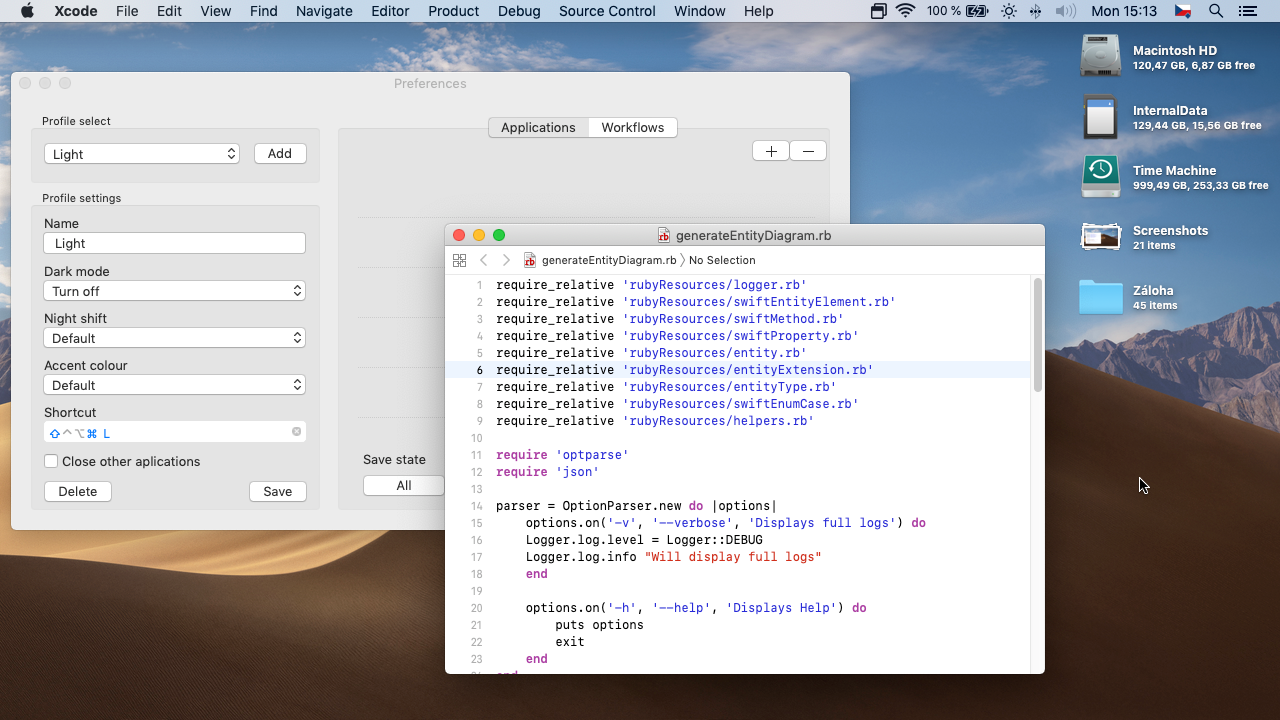 Xcode File Edit View Find Navigate Editor Product Debug Source Control Window Help 100 % Mon 15:13
Macintosh HD
120,47 GB, 6,87 GB free
InternalData
129,44 GB, 15,56 GB free
Time Machine
999,49 GB, 253,33 GB free
Screenshots
21 items
Záloha
45 items
Preferences
Profile select
Light Add
Profile settings
Name
Light
Dark mode
Turn off
Night shift
Default
Accent colour
Default
Shortcut
⇧^⌥⌘ L
Close other aplications
Delete Save
Applications Workflows
+ −
Save state
All
generateEntityDiagram.rb
generateEntityDiagram.rb 〉 No Selection
1 require_relative 'rubyResources/logger.rb'
2 require_relative 'rubyResources/swiftEntityElement.rb'
3 require_relative 'rubyResources/swiftMethod.rb'
4 require_relative 'rubyResources/swiftProperty.rb'
5 require_relative 'rubyResources/entity.rb'
6 require_relative 'rubyResources/entityExtension.rb'
7 require_relative 'rubyResources/entityType.rb'
8 require_relative 'rubyResources/swiftEnumCase.rb'
9 require_relative 'rubyResources/helpers.rb'
10
11 require 'optparse'
12 require 'json'
13
14 parser = OptionParser.new do |options|
15 options.on('-v', '--verbose', 'Displays full logs') do
16 Logger.log.level = Logger::DEBUG
17 Logger.log.info "Will display full logs"
18 end
19
20 options.on('-h', '--help', 'Displays Help') do
21 puts options
22 exit
23 end